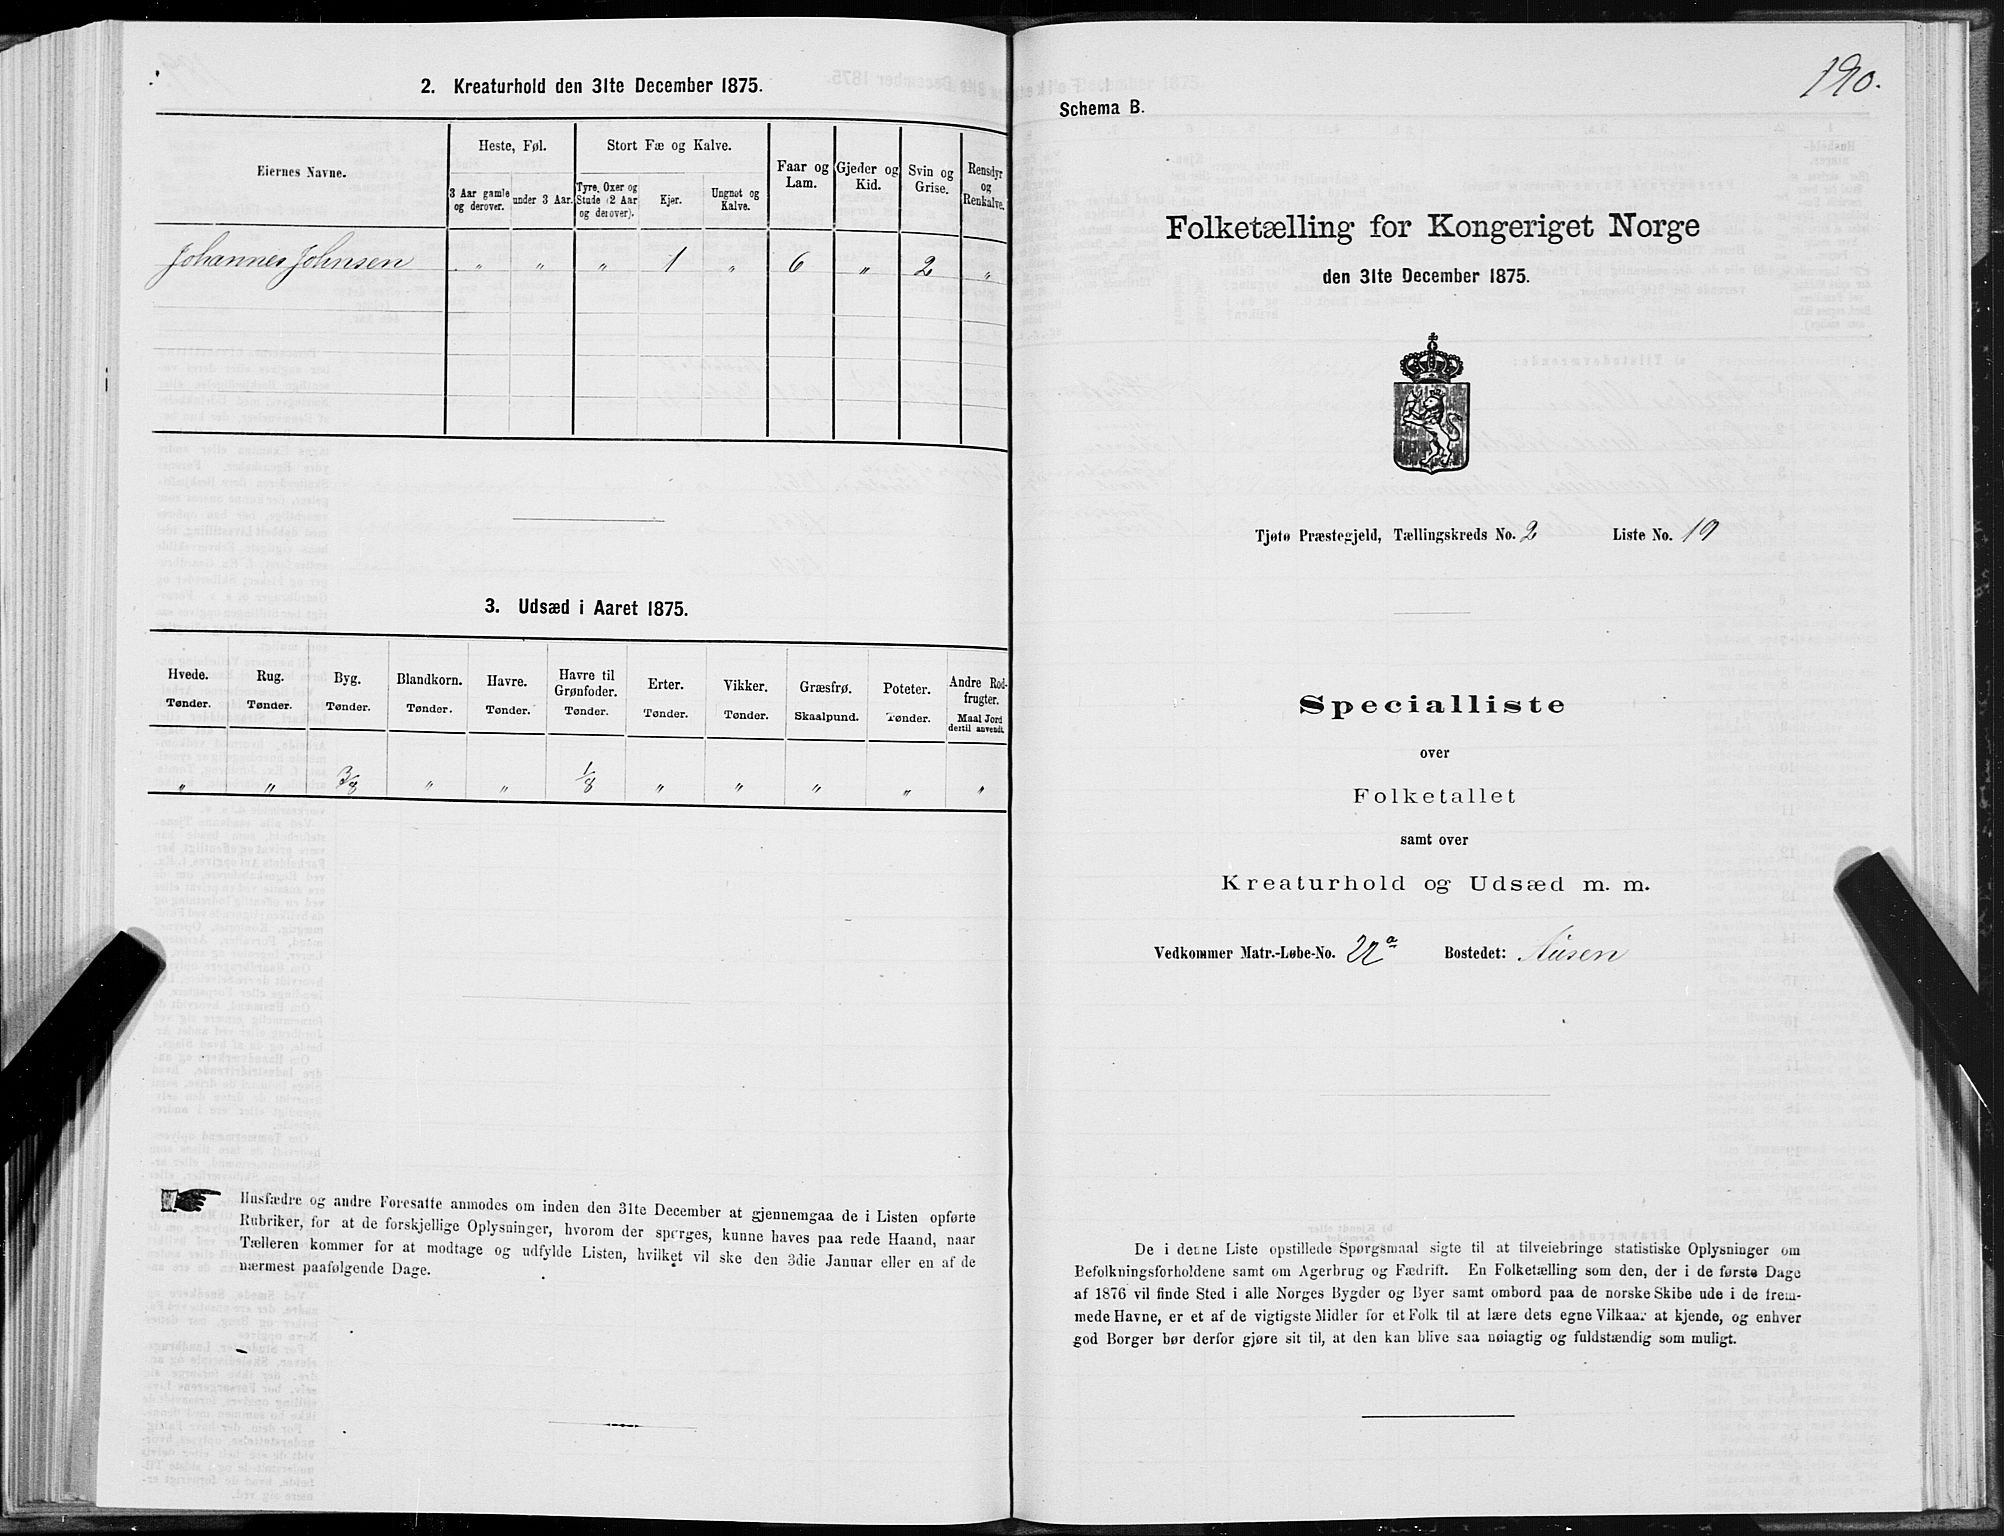 2. Kreaturhold den 31te December 1875.
Eiernes Navne.
Heste, Føl.
Stort Fæ og Kalve.
Faar og Lam.
Gjeder og Kid.
Svin og Grise.
Rensdyr og Renkalve.
3 Aar gamle og derover.
under 3 Aar.
Tyre, Oxer og Stude (2 Aar og derover).
Kjør.
Ungnøt og Kalve.
Johannes Johnsen " " " 1 " 6 " 2 "
3. Udsæd i Aaret 1875.
Hvede. Rug. Byg. Blandkorn. Havre. Havre til Grønfoder. Erter. Vikker. Græsfrø. Poteter. Andre Rodfrugter.
Tønder. Tønder. Tønder. Tønder. Tønder. Tønder. Tønder. Tønder. Skaalpund. Tønder. Maal Jord dertil anvendt.
" " 3/8 " " 1/8 " " " " "
Husfædre og andre Foresatte anmodes om inden den 31te December at gjennemgaa de i Listen opførte
Rubriker, for at de forskjellige Oplysninger, hvorom der spørges, kunne haves paa rede Haand, naar
Tælleren kommer for at modtage og udfylde Listen, hvilket vil ske den 3die Januar eller en af de
nærmest paafølgende Dage.
190.
Schema B.
Folketælling for Kongeriget Norge
den 31te December 1875.
Tjøtø Præstegjeld, Tællingskreds No. 2 Liste No. 19
Specialliste
over
Folketallet
samt over
Kreaturhold og Udsæd m. m.
Vedkommer Matr.-Løbe-No. 22a Bostedet: Ausen
De i denne Liste opstillede Spørgsmaal sigte til at tilveiebringe statistiske Oplysninger om
Befolkningsforholdene samt om Agerbrug og Fædrift. En Folketælling som den, der i de første Dage
af 1876 vil finde Sted i alle Norges Bygder og Byer samt ombord paa de norske Skibe ude i de frem-
mede Havne, er et af de vigtigste Midler for et Folk til at lære dets egne Vilkaar at kjende, og enhver
god Borger bør derfor gjøre sit til, at den kan blive saa nøiagtig og fuldstændig som muligt.